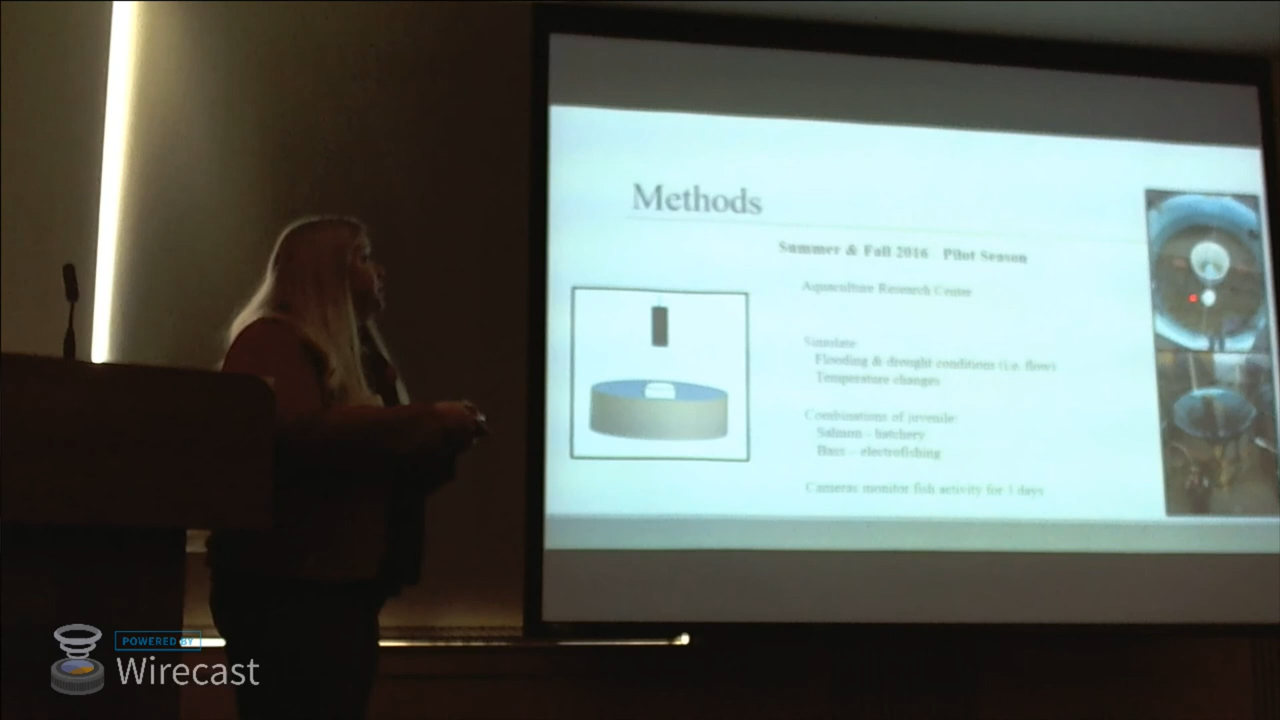 Methods
Summer & Fall 2016 Pilot Season
Aquaculture Research Center
Simulate:
Flooding & drought conditions (i.e. flow)
Temperature changes
Combinations of juvenile:
Salmon – hatchery
Bass – electrofishing
Cameras monitor fish activity for days
POWERED BY
Wirecast